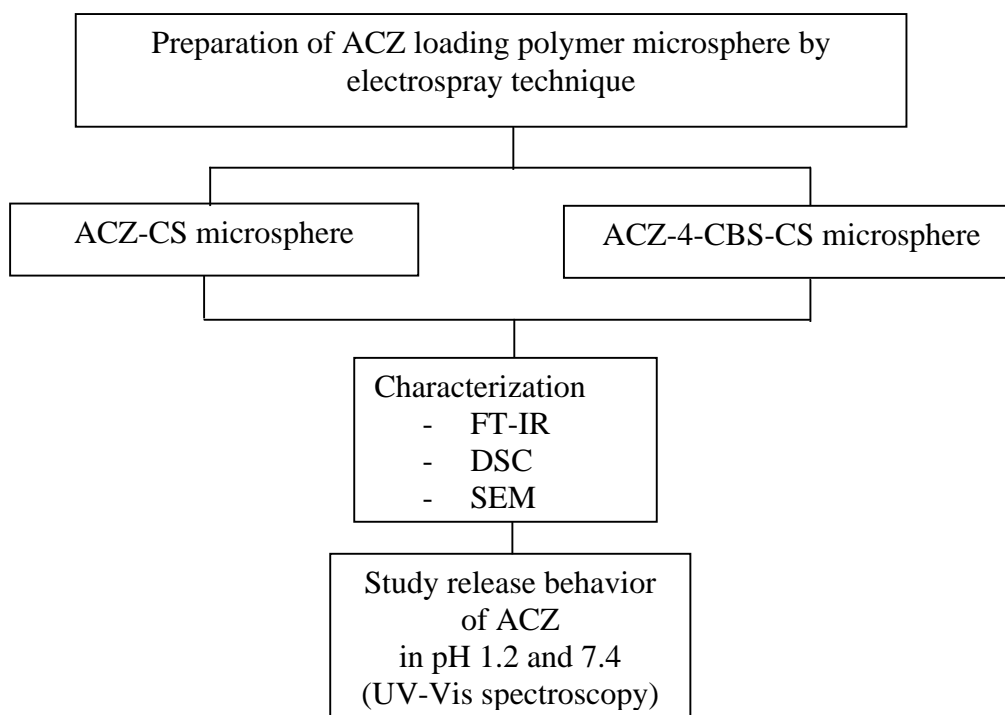 Preparation of ACZ loading polymer microsphere by
electrospray technique
ACZ-CS microsphere
ACZ-4-CBS-CS microsphere
Characterization
- FT-IR
- DSC
- SEM
Study release behavior
of ACZ
in pH 1.2 and 7.4
(UV-Vis spectroscopy)